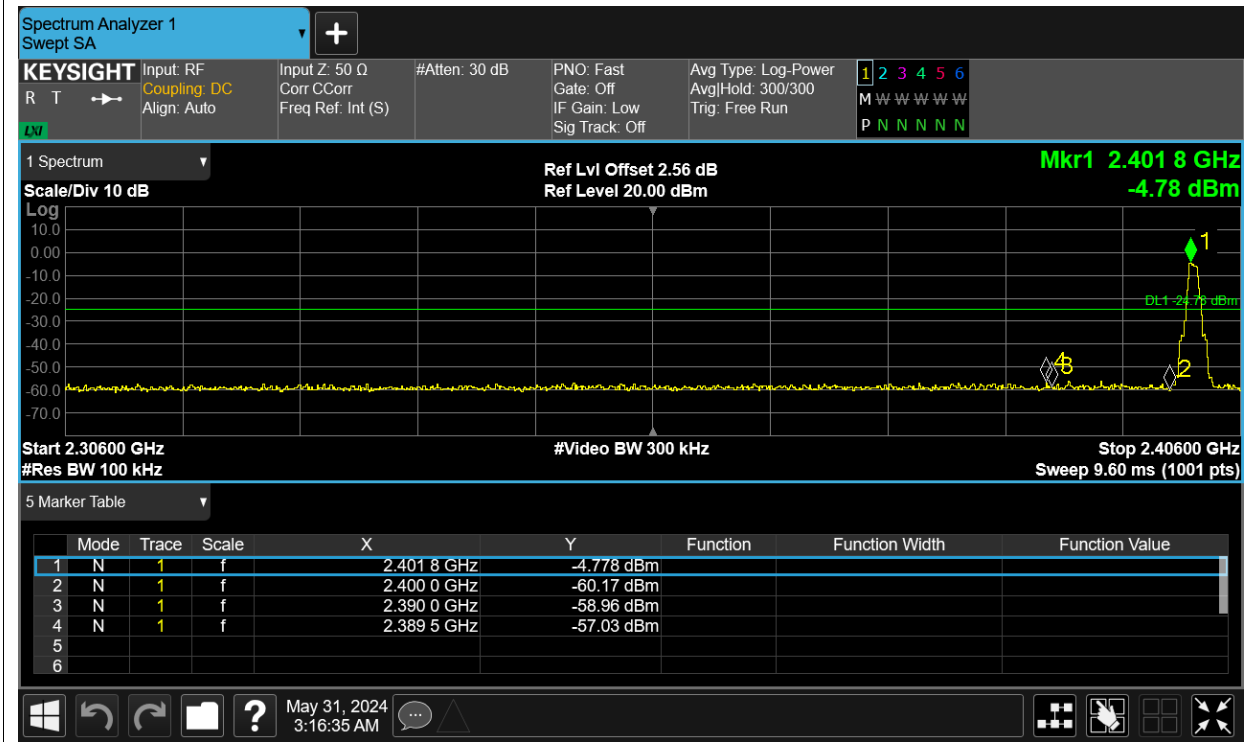 Spectrum Analyzer 1
Swept SA
KEYSIGHT
R T
LXI
Input: RF
Coupling: DC
Align: Auto
Input Z: 50 Ω
Corr CCorr
Freq Ref: Int (S)
#Atten: 30 dB
PNO: Fast
Gate: Off
IF Gain: Low
Sig Track: Off
Avg Type: Log-Power
Avg|Hold: 300/300
Trig: Free Run
1 2 3 4 5 6
M W W W W W
P N N N N N
1 Spectrum
Scale/Div 10 dB
Ref Lvl Offset 2.56 dB
Ref Level 20.00 dBm
Mkr1 2.401 8 GHz
-4.78 dBm
Log
10.0
0.00
-10.0
-20.0
-30.0
-40.0
-50.0
-60.0
-70.0
1
DL1 -24.78 dBm
4
3
2
Start 2.30600 GHz
#Video BW 300 kHz
Stop 2.40600 GHz
#Res BW 100 kHz
Sweep 9.60 ms (1001 pts)
5 Marker Table
Mode Trace Scale X Y Function Function Width Function Value
1 N 1 f 2.401 8 GHz -4.778 dBm
2 N 1 f 2.400 0 GHz -60.17 dBm
3 N 1 f 2.390 0 GHz -58.96 dBm
4 N 1 f 2.389 5 GHz -57.03 dBm
5
6
?
May 31, 2024
3:16:35 AM